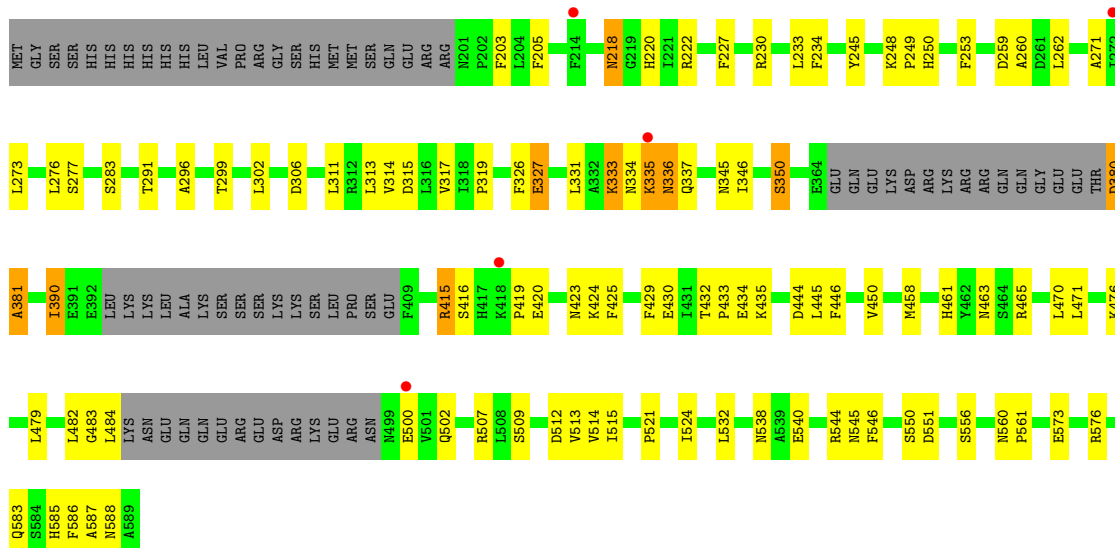 MET GLY SER SER HIS HIS HIS HIS HIS HIS LEU VAL PRO ARG GLY SER HIS MET MET SER GLN GLU ARG ARG N201 P202 F203 L204 F205 F214 N218 G219 H220 I221 R222 F227 R230 L233 F234 Y245 K248 P249 H250 F253 D259 A260 D261 L262 A271 I272
L273 L276 S277 S283 T291 A296 T299 L302 D306 L311 R312 L313 V314 D315 L316 V317 I318 P319 F326 E327 L331 A332 K333 N334 K335 N336 Q337 N345 I346 S350 E364 GLU GLN GLU LYS ASP ARG LYS ARG ARG GLN GLN GLY GLU GLU THR D380
A381 I390 E391 E392 LEU LYS LYS LEU ALA LYS SER SER SER LYS LYS SER LEU PRO SER GLU F409 R415 S416 H417 K418 P419 E420 N423 K424 F425 F429 E430 I431 T432 P433 E434 K435 D444 L445 F446 V450 M458 H461 Y462 N463 S464 R465 L470 L471 K476
L479 L482 G483 L484 LYS ASN GLU GLN GLN GLU ARG GLU ASP ARG LYS GLU ARG ASN N499 E500 V501 Q502 R507 L508 S509 D512 V513 V514 I515 P521 I524 L532 N538 A539 E540 R544 N545 F546 S550 D551 S556 N560 P561 E573 R576
Q583 S584 H585 F586 A587 N588 A589